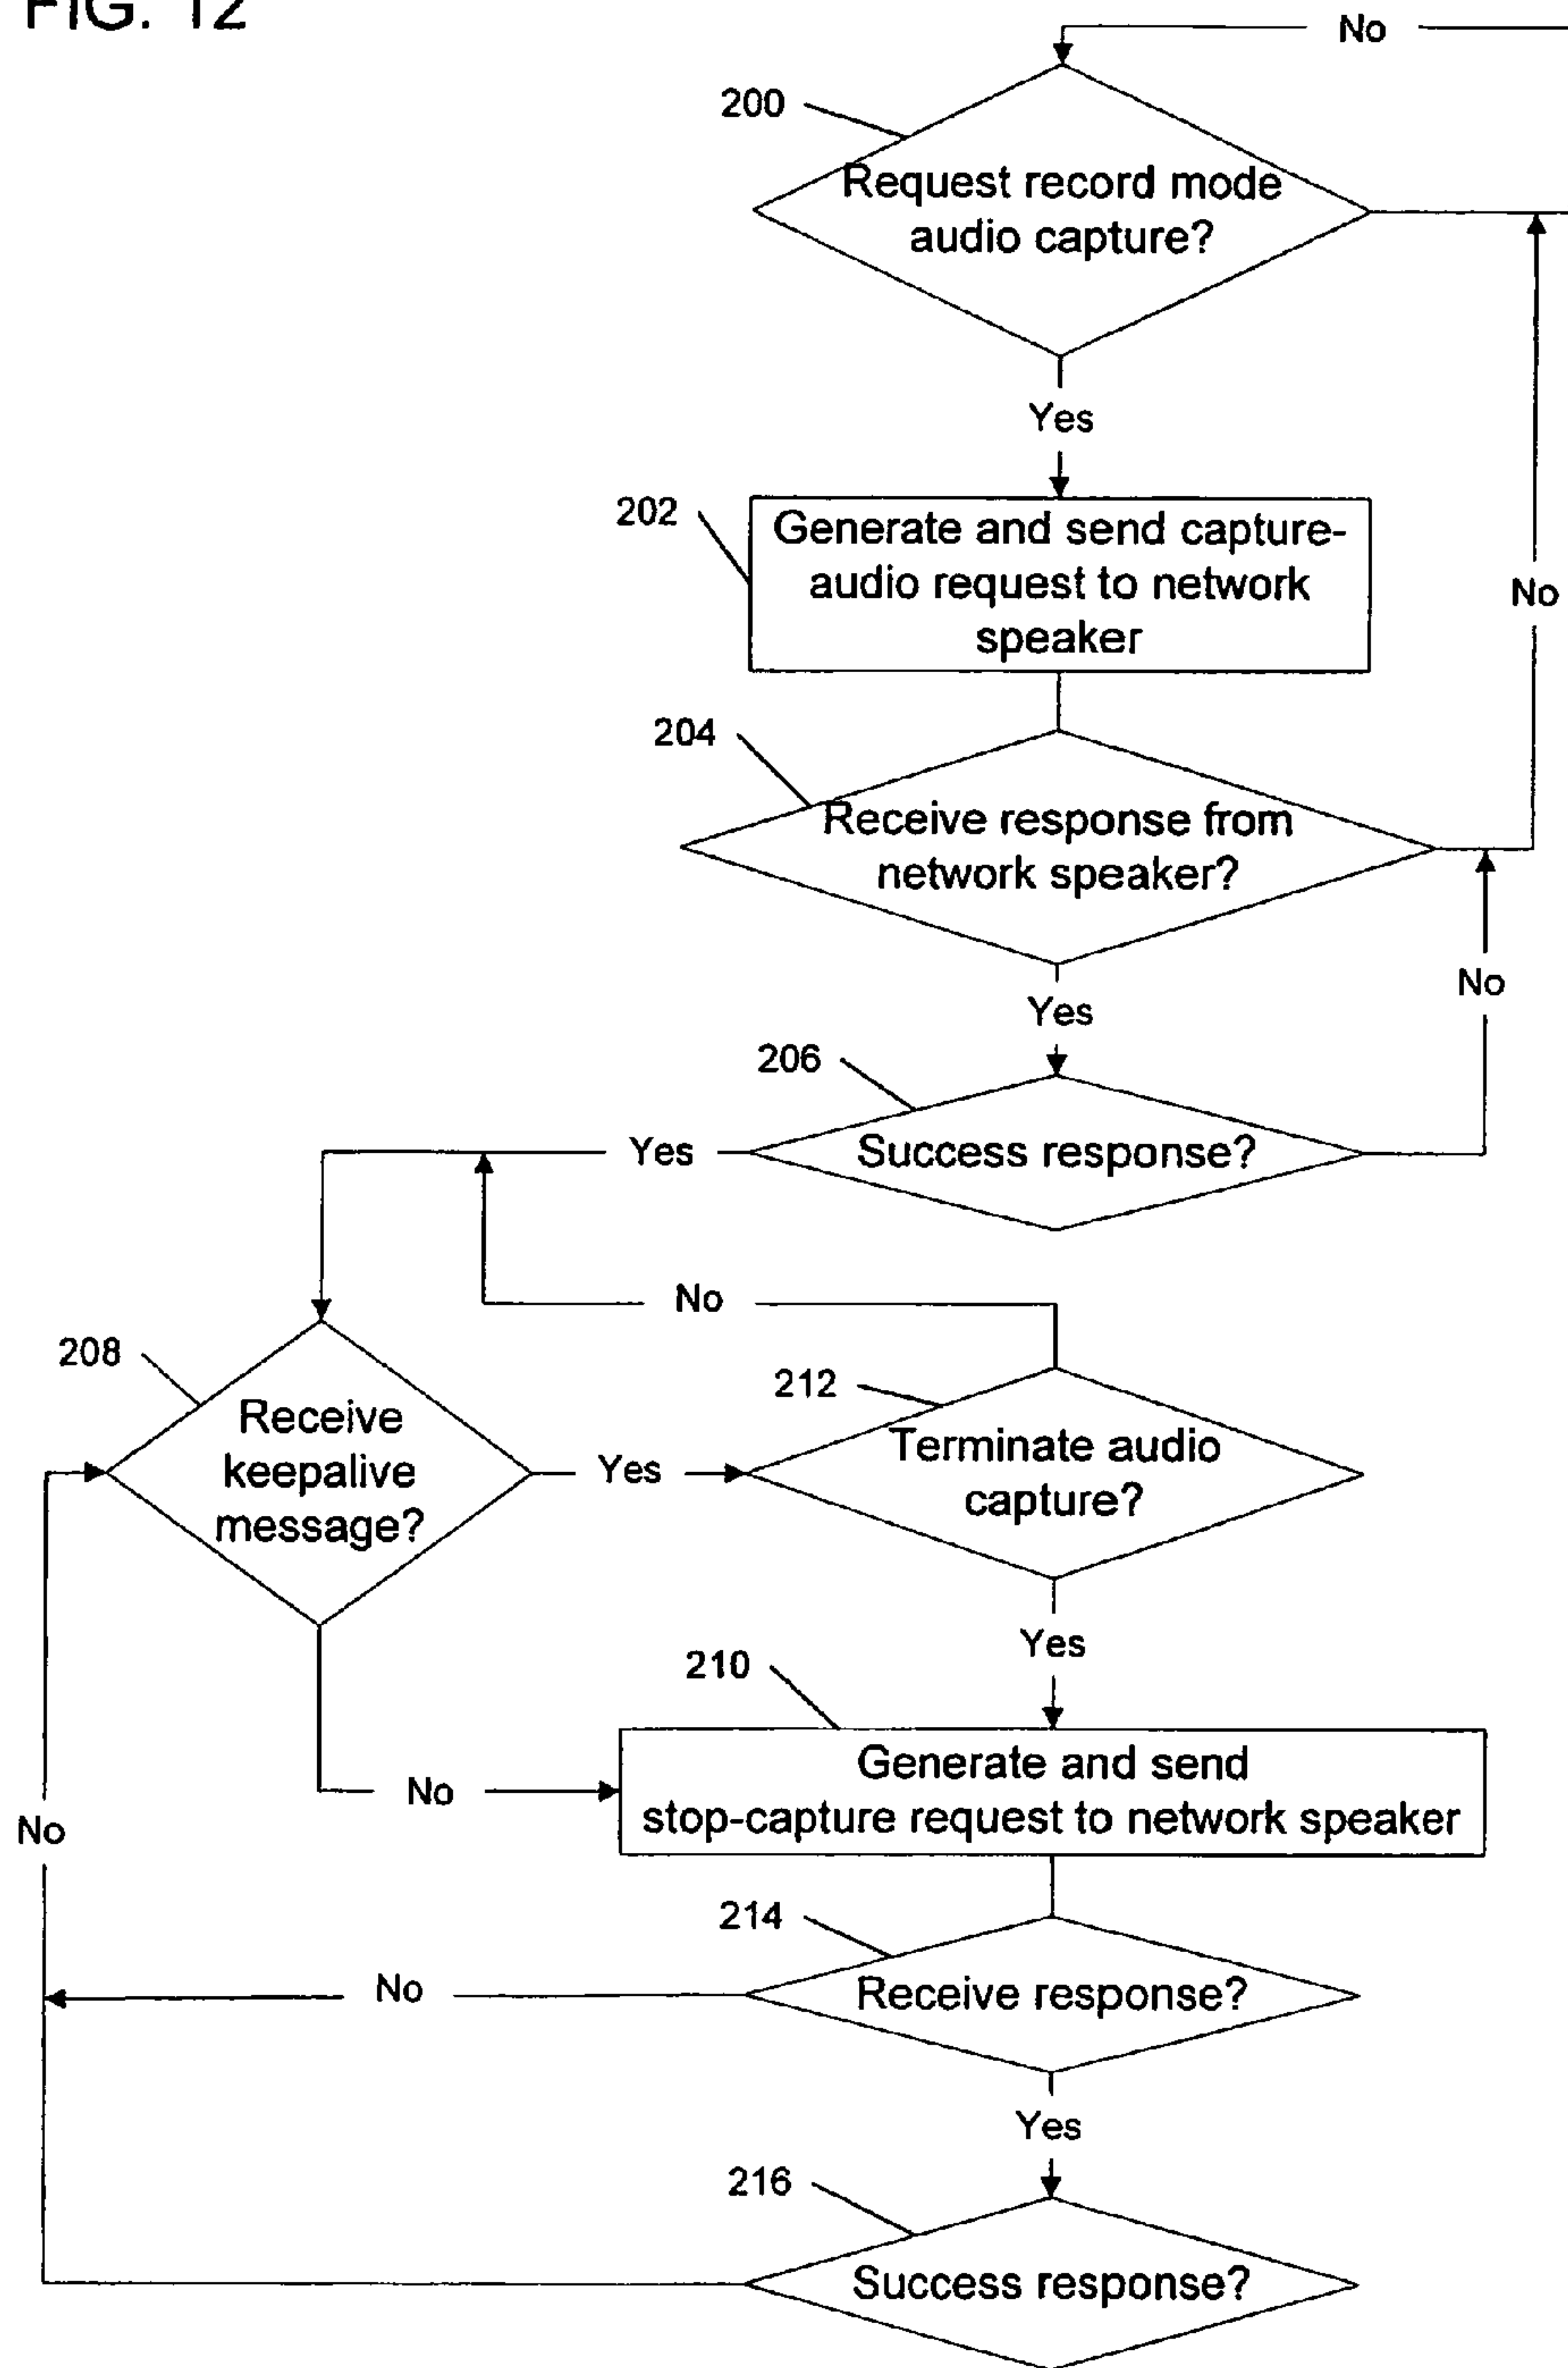 FIG. 12
No
200
Request record mode
audio capture?
Yes
202
Generate and send capture-
audio request to network
speaker
No
204
Receive response from
network speaker?
Yes
No
206
Success response?
Yes
No
208
Receive
keepalive
message?
Yes
212
Terminate audio
capture?
Yes
210
Generate and send
stop-capture request to network speaker
No
No
214
Receive response?
No
Yes
216
Success response?